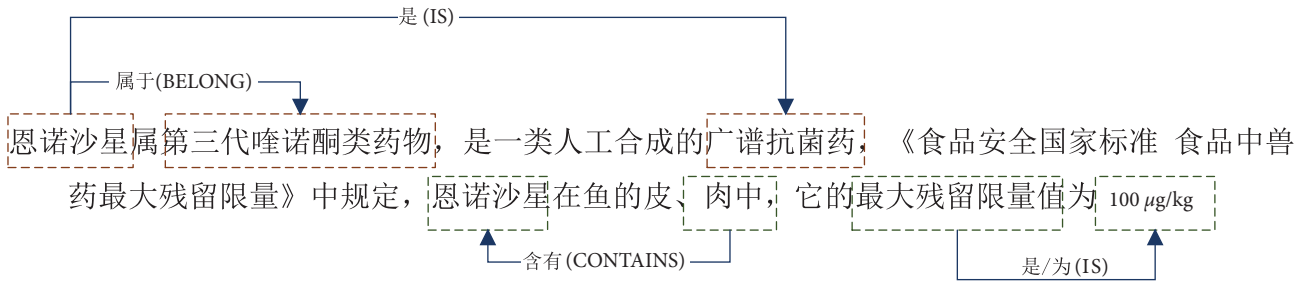 是 (IS)
属于(BELONG)
恩诺沙星属第三代喹诺酮类药物，是一类人工合成的广谱抗菌药，《食品安全国家标准 食品中兽
药最大残留限量》中规定，恩诺沙星在鱼的皮、肉中，它的最大残留限量值为 100 μg/kg
含有 (CONTAINS)
是/为 (IS)